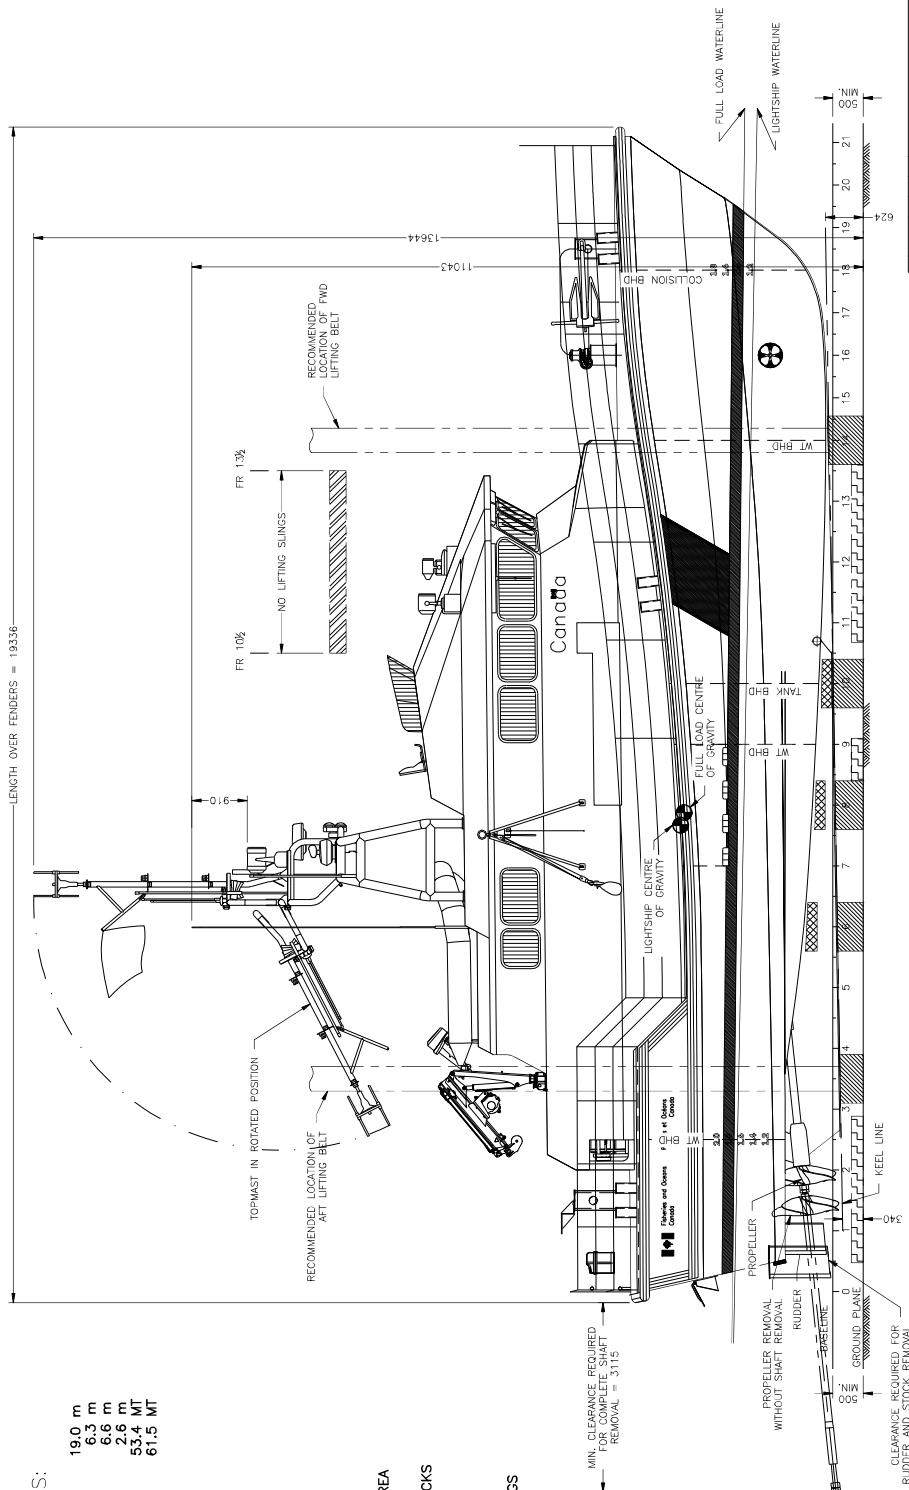 S:
19.0 m
6.3 m
6.6 m
2.6 m
53.4 MT
61.5 MT
REA
CKS
GS
LENGTH OVER FENDERS = 19336
13644
11043
910
RECOMMENDED
LOCATION OF FWD
LIFTING BELT
FR 13½
NO LIFTING SLINGS
FR 10½
TOPMAST IN ROTATED POSITION
RECOMMENDED LOCATION OF
AFT LIFTING BELT
Canada
FULL LOAD CENTRE
OF GRAVITY
LIGHTSHIP CENTRE
OF GRAVITY
Fisheries and Oceans
Canada
s et Océans
Canada
COLLISION BHD
WT BHD
TANK BHD
WT BHD
WT BHD
FULL LOAD WATERLINE
LIGHTSHIP WATERLINE
500
MIN.
624
MIN. CLEARANCE REQUIRED
FOR COMPLETE SHAFT
REMOVAL = 3115
PROPELLER
PROPELLER REMOVAL
WITHOUT SHAFT REMOVAL
RUDDER
BASELINE
GROUND PLANE
KEEL LINE
340
500
MIN.
CLEARANCE REQUIRED FOR
RUDDER AND STOCK REMOVAL
0 1 2 3 4 5 7 8 9 10 11 12 13 14 15 16 17 18 19 20 21